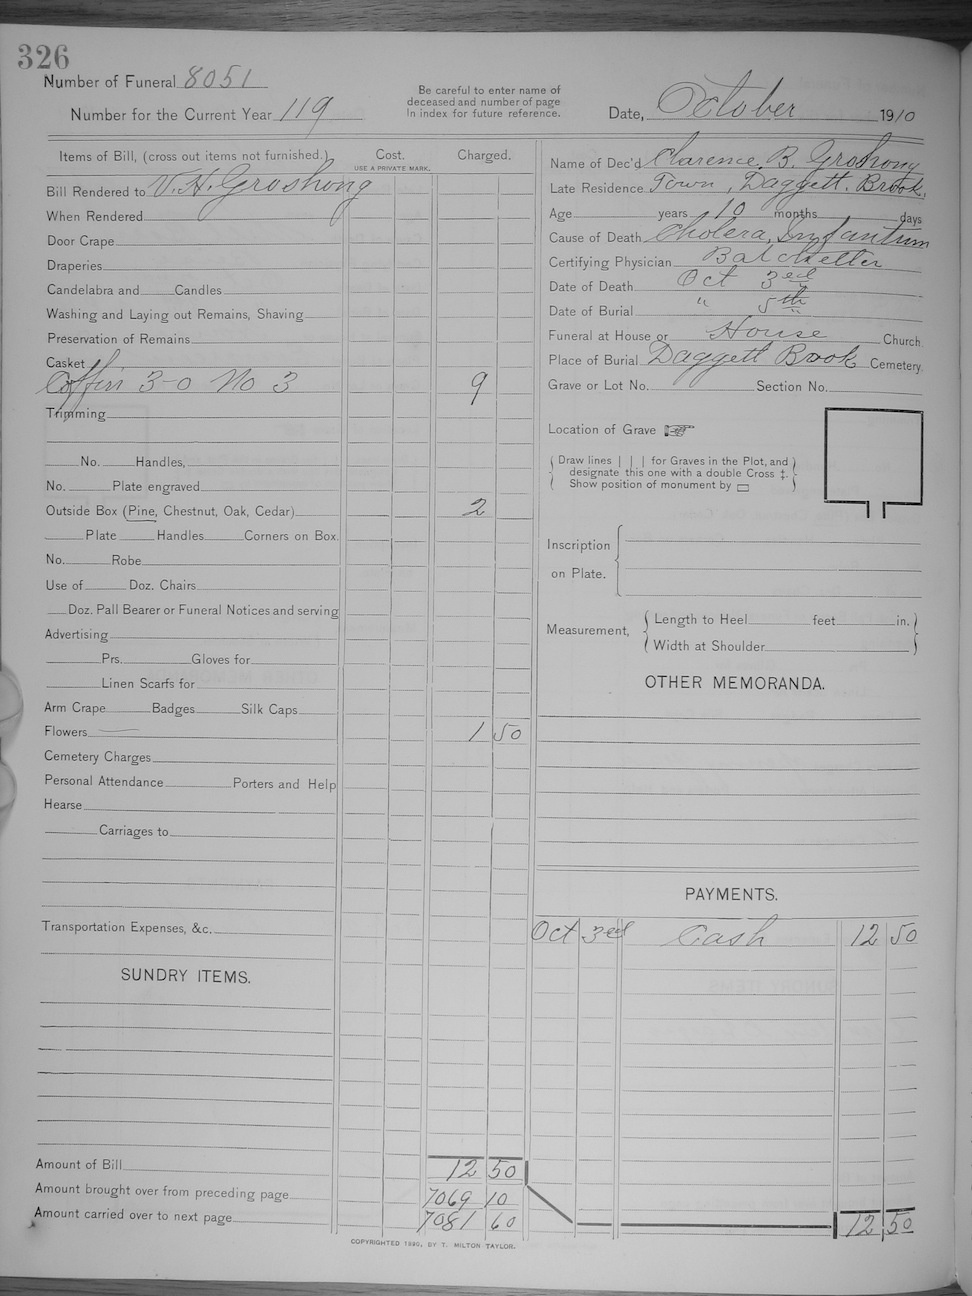 326
Number of Funeral 8051
Number for the Current Year 119
Be careful to enter name of
deceased and number of page
In index for future reference.
Date, October 1910
Items of Bill, (cross out items not furnished.) Cost. Charged.
USE A PRIVATE MARK.
Bill Rendered to V. H. Groshong
When Rendered
Door Crape
Draperies
Candelabra and Candles
Washing and Laying out Remains, Shaving
Preservation of Remains
Casket
Coffin 3-0 No 3 9
Trimming
No. Handles,
No. Plate engraved
Outside Box (Pine, Chestnut, Oak, Cedar) 2
Plate Handles Corners on Box.
No. Robe
Use of Doz. Chairs
Doz. Pall Bearer or Funeral Notices and serving
Advertising
Prs. Gloves for
Linen Scarfs for
Arm Crape Badges Silk Caps
Flowers 1 50
Cemetery Charges
Personal Attendance Porters and Help
Hearse
Carriages to
Transportation Expenses, &c.
SUNDRY ITEMS.
Amount of Bill 12 50
Amount brought over from preceding page 7069 10
Amount carried over to next page 7081 60
Name of Dec'd Clarence. B. Groshong
Late Residence Town, Daggett. Brook.
Age years 10 months days
Cause of Death Cholera, Infantum
Certifying Physician Batcheller
Date of Death Oct 3ed
Date of Burial " 5th
Funeral at House or House Church.
Place of Burial Daggett Brook Cemetery.
Grave or Lot No. Section No.
Location of Grave
Draw lines | | | for Graves in the Plot, and
designate this one with a double Cross ‡.
Show position of monument by ▭
Inscription
on Plate.
Measurement, Length to Heel feet in.
Width at Shoulder
OTHER MEMORANDA.
PAYMENTS.
Oct 3ed Cash 12 50
12 50
COPYRIGHTED 1890, BY T. MILTON TAYLOR.